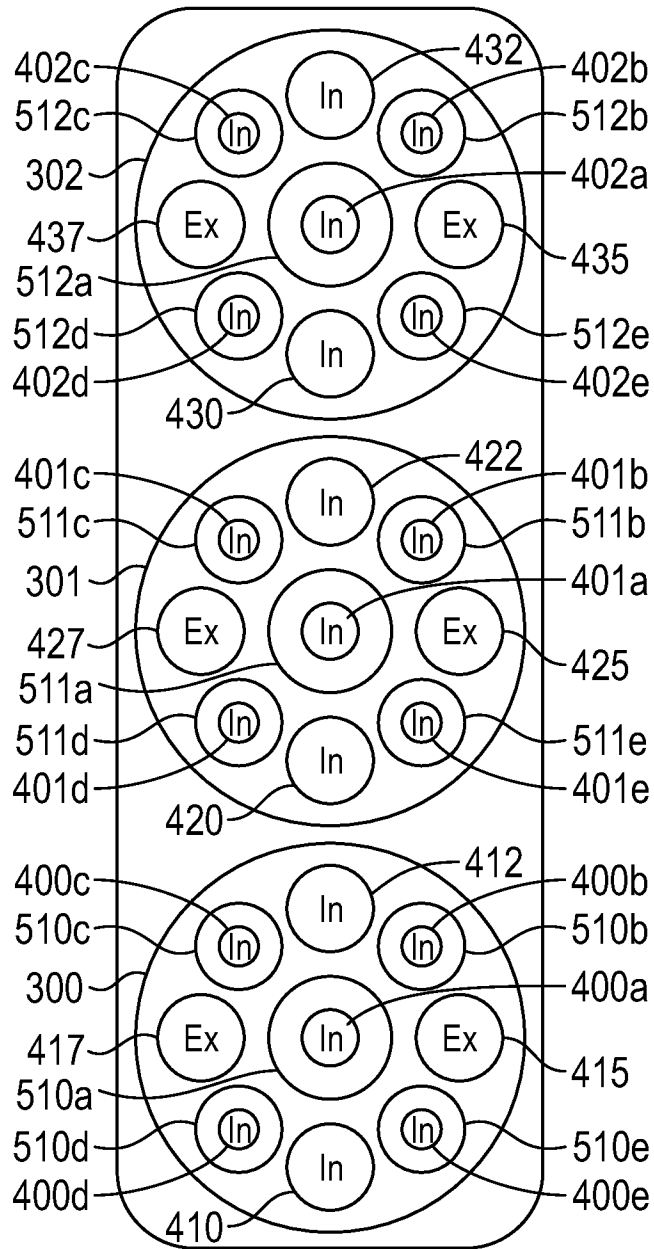 432
402c In 402b
512c In In 512b
302 402a
437 Ex In Ex 435
512a
512d In In 512e
402d In 402e
430
422
401c In 401b
511c In In 511b
301 401a
427 Ex In Ex 425
511a
511d In In 511e
401d In 401e
420
412
400c In 400b
510c In In 510b
300 400a
417 Ex In Ex 415
510a
510d In In 510e
400d In 400e
410